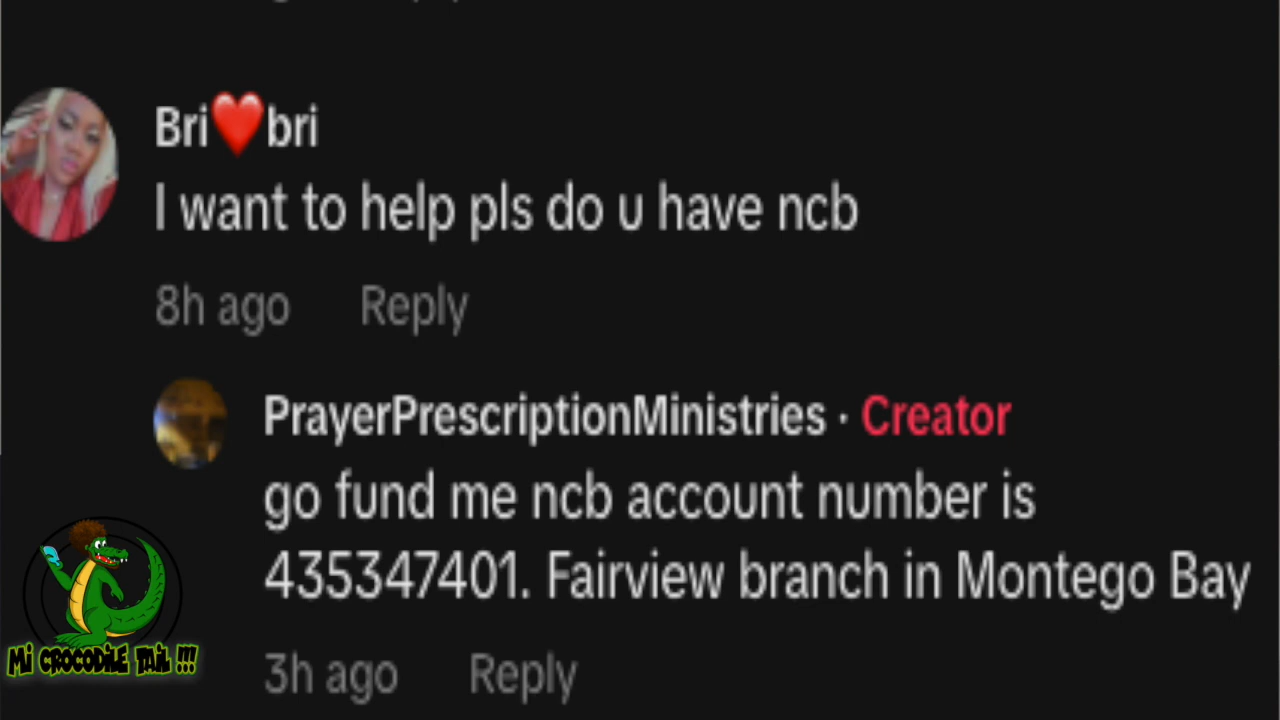 Bri❤️bri
I want to help pls do u have ncb
8h ago Reply
PrayerPrescriptionMinistries · Creator
go fund me ncb account number is
435347401. Fairview branch in Montego Bay
3h ago Reply
Mi CROCODiLE TAiL !!!